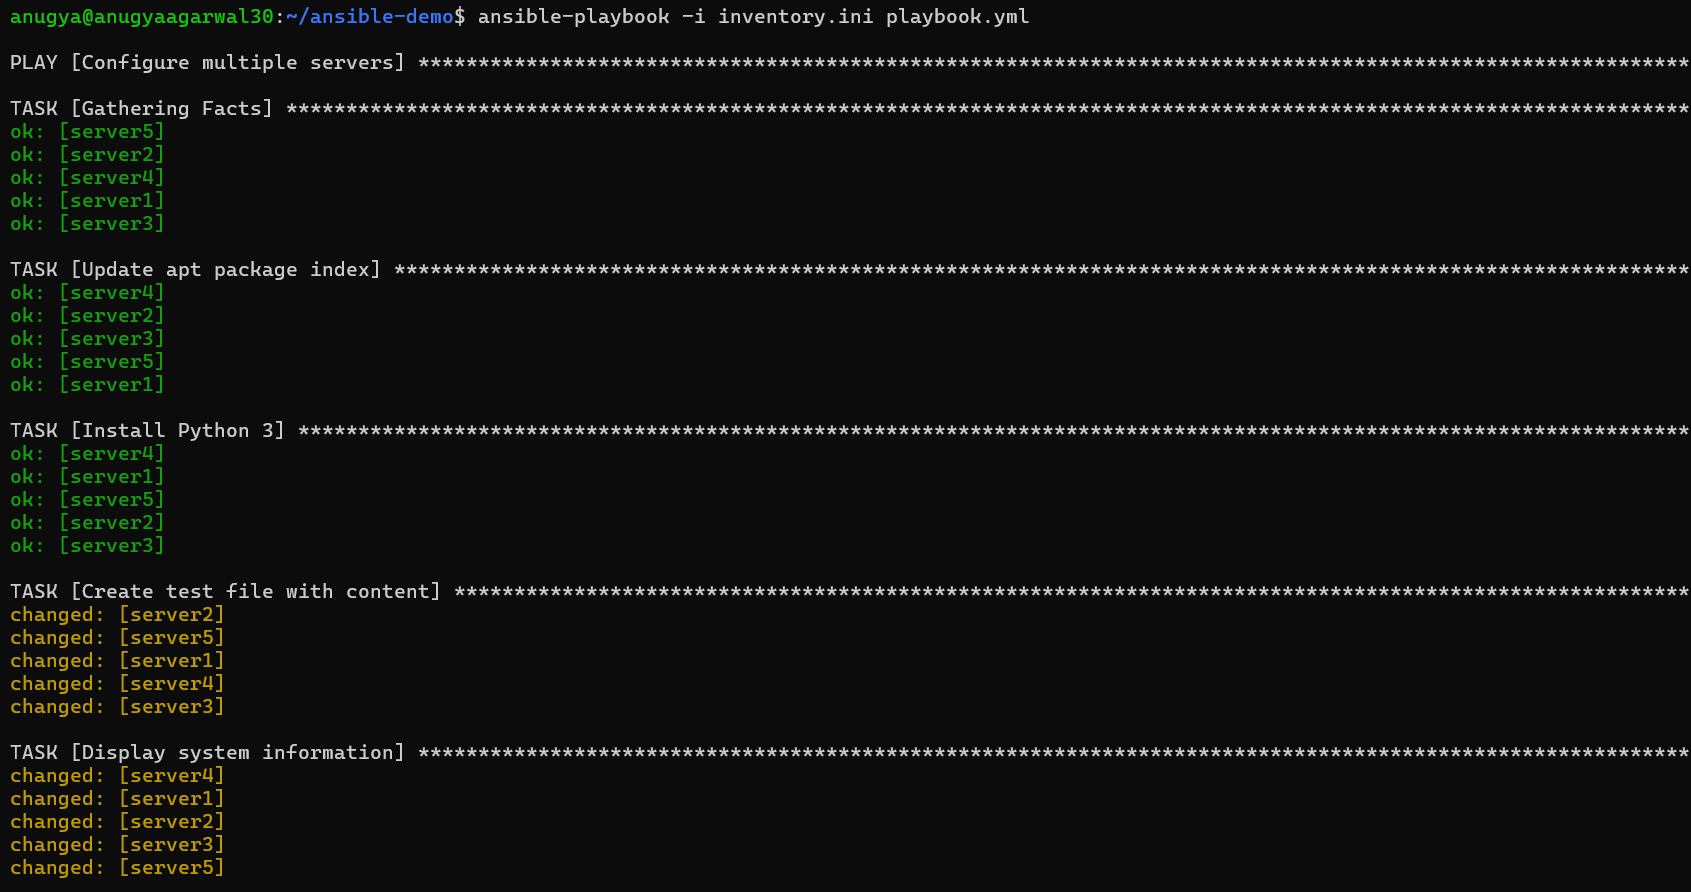 anugya@anugyaagarwal30:~/ansible-demo$ ansible-playbook -i inventory.ini playbook.yml
PLAY [Configure multiple servers] **********************************************************************************************************
TASK [Gathering Facts] *********************************************************************************************************************
ok: [server5]
ok: [server2]
ok: [server4]
ok: [server1]
ok: [server3]
TASK [Update apt package index] ************************************************************************************************************
ok: [server4]
ok: [server2]
ok: [server3]
ok: [server5]
ok: [server1]
TASK [Install Python 3] ********************************************************************************************************************
ok: [server4]
ok: [server1]
ok: [server5]
ok: [server2]
ok: [server3]
TASK [Create test file with content] *******************************************************************************************************
changed: [server2]
changed: [server5]
changed: [server1]
changed: [server4]
changed: [server3]
TASK [Display system information] **********************************************************************************************************
changed: [server4]
changed: [server1]
changed: [server2]
changed: [server3]
changed: [server5]